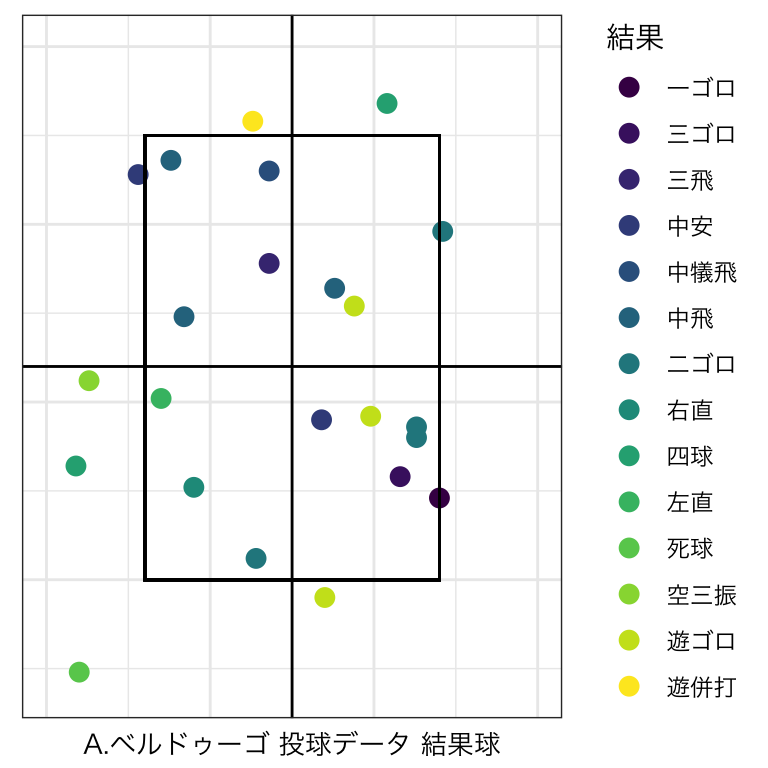 結果
一ゴロ
三ゴロ
三飛
中安
中犠飛
中飛
二ゴロ
右直
四球
左直
死球
空三振
遊ゴロ
遊併打
A.ベルドゥーゴ 投球データ 結果球